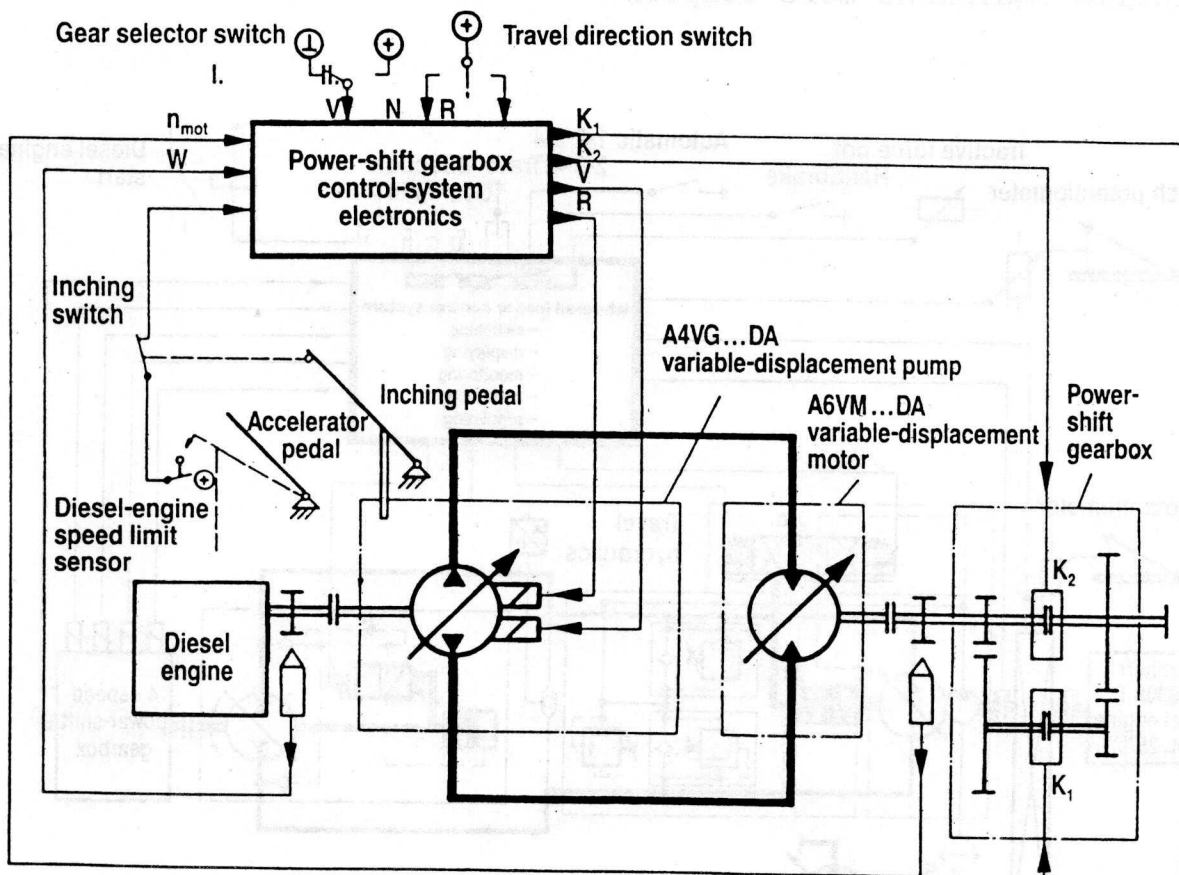 Gear selector switch
Travel direction switch
I.
II.
V
N
R
n_mot
W
K₁
K₂
V
R
Power-shift gearbox
control-system
electronics
Inching
switch
Inching pedal
Accelerator
pedal
Diesel-engine
speed limit
sensor
Diesel
engine
A4VG...DA
variable-displacement pump
A6VM...DA
variable-displacement
motor
Power-
shift
gearbox
K₂
K₁